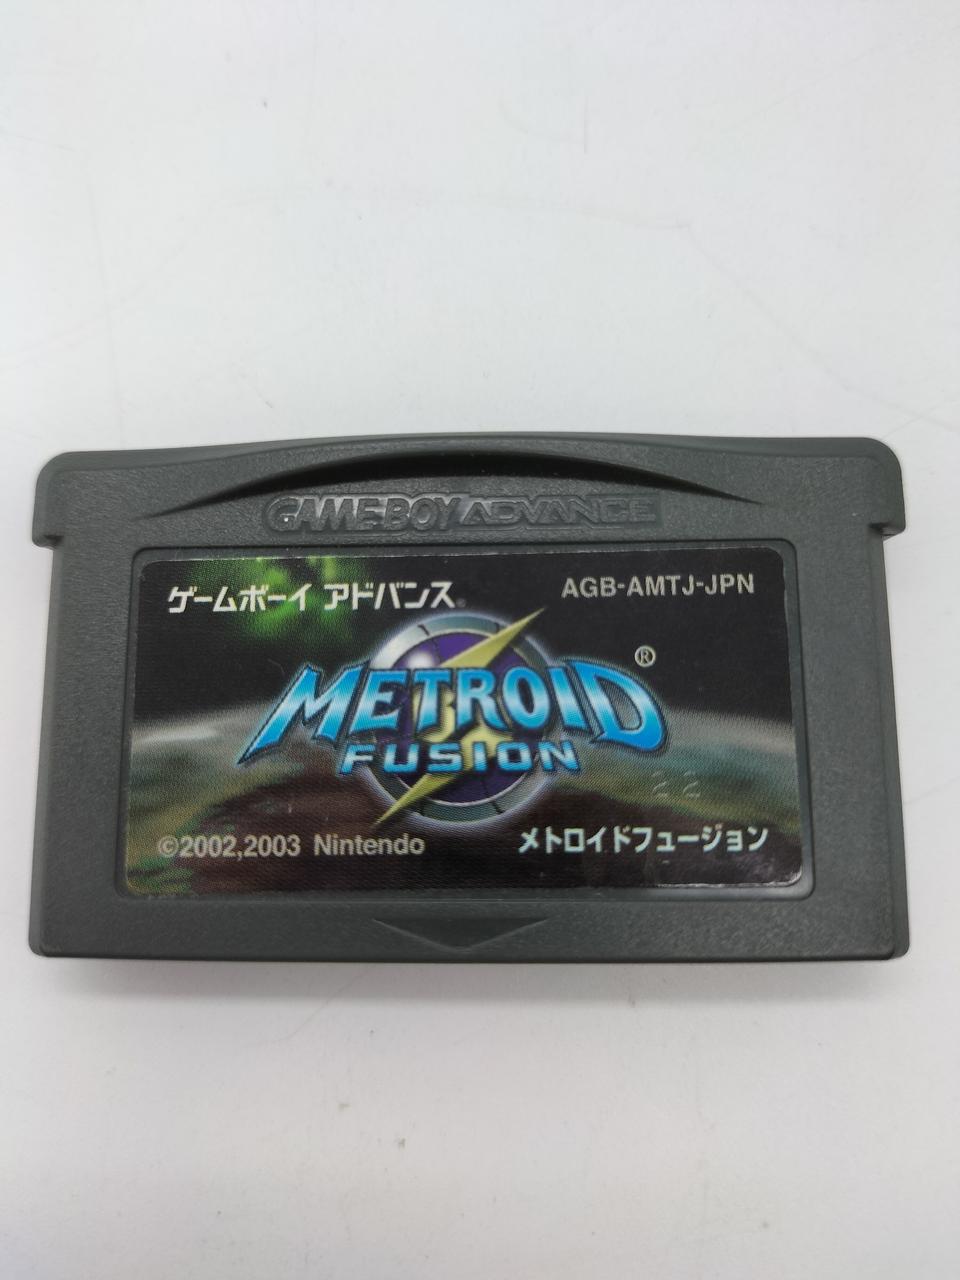 GAME BOY ADVANCE
ゲームボーイ アドバンス
AGB-AMTJ-JPN
METROID®
FUSION
22
©2002,2003 Nintendo
メトロイドフュージョン